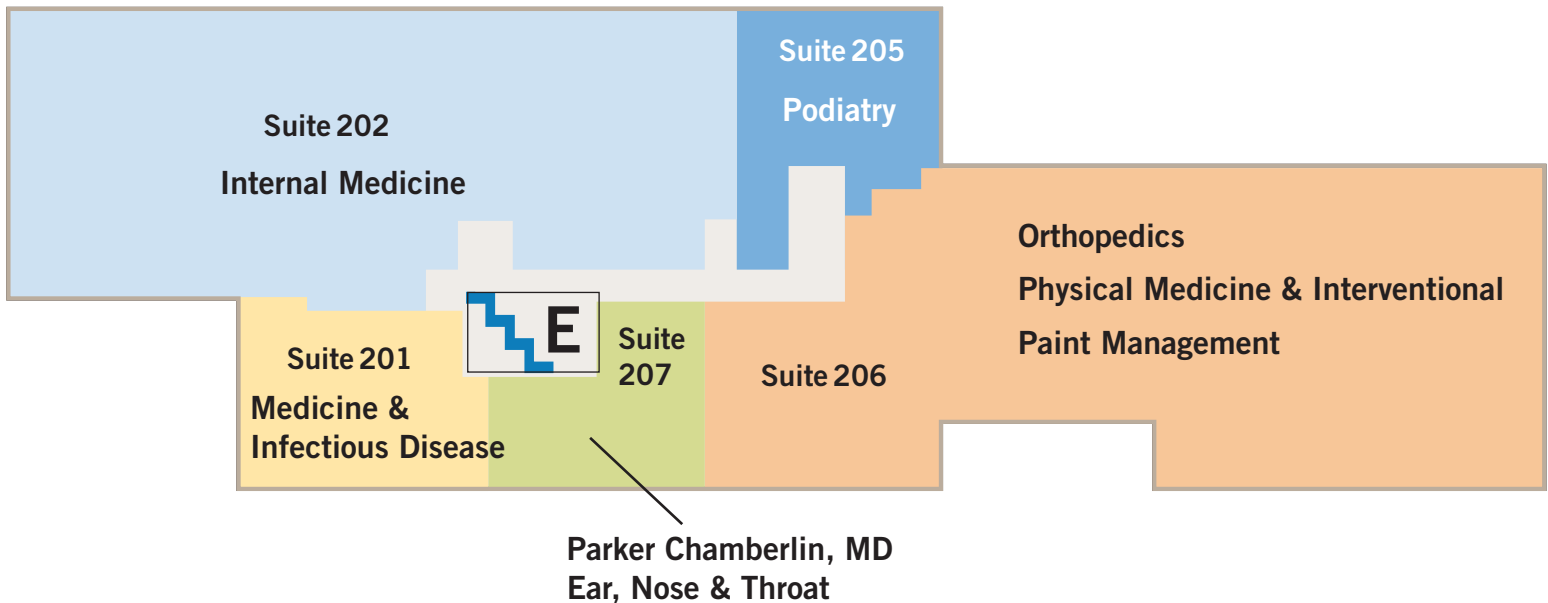 Suite 205
Podiatry
Suite 202
Internal Medicine
Orthopedics
Physical Medicine & Interventional
Paint Management
Suite 206
E
Suite
207
Suite 201
Medicine &
Infectious Disease
Parker Chamberlin, MD
Ear, Nose & Throat